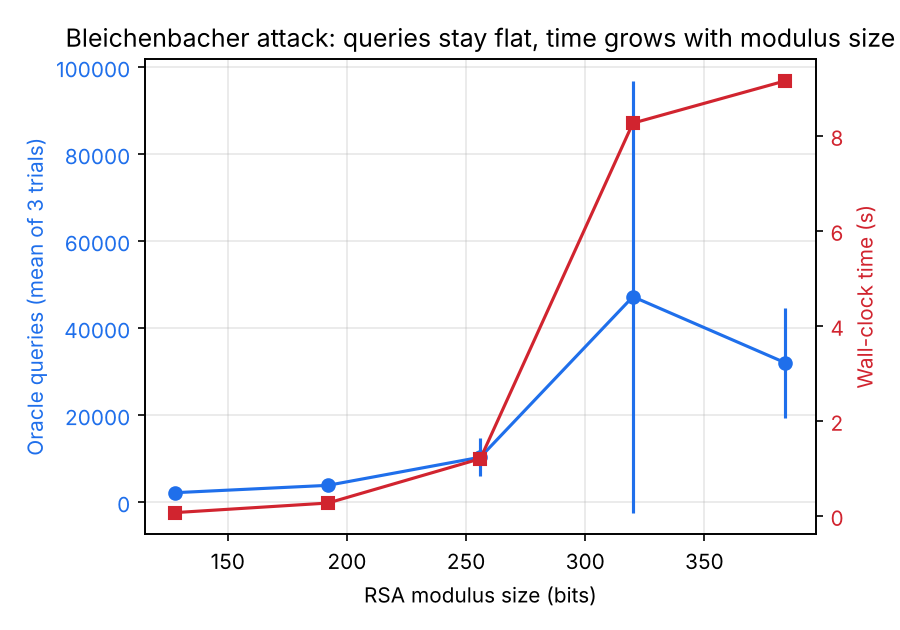 Bleichenbacher attack: queries stay flat, time grows with modulus size
Oracle queries (mean of 3 trials)
100000
80000
60000
40000
20000
0
Wall-clock time (s)
8
6
4
2
0
150 200 250 300 350
RSA modulus size (bits)